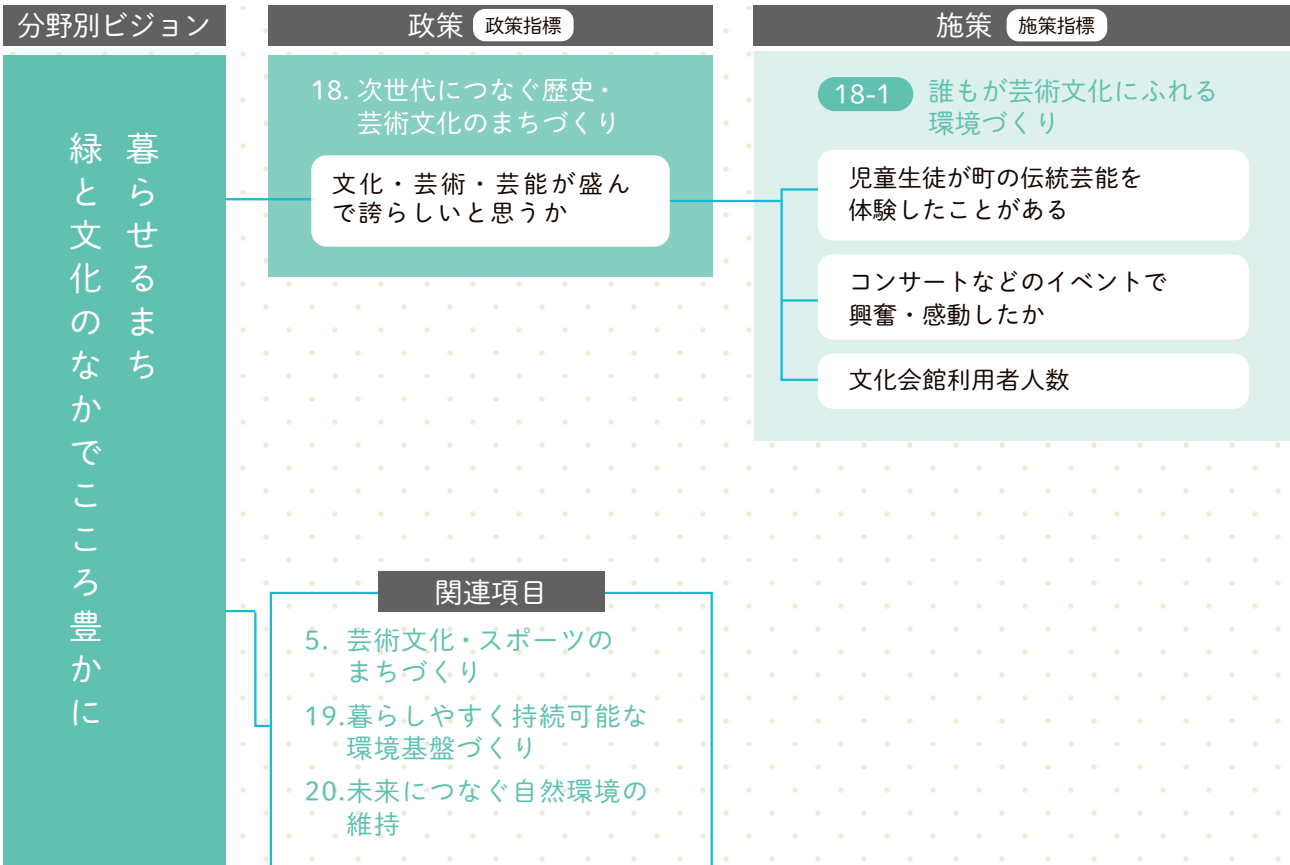 分野別ビジョン
緑と文化のなかでこころ豊かに
暮らせるまち
政策 政策指標
18. 次世代につなぐ歴史・
芸術文化のまちづくり
文化・芸術・芸能が盛ん
で誇らしいと思うか
施策 施策指標
18-1 誰もが芸術文化にふれる
環境づくり
児童生徒が町の伝統芸能を
体験したことがある
コンサートなどのイベントで
興奮・感動したか
文化会館利用者人数
関連項目
5. 芸術文化・スポーツの
まちづくり
19.暮らしやすく持続可能な
環境基盤づくり
20.未来につなぐ自然環境の
維持